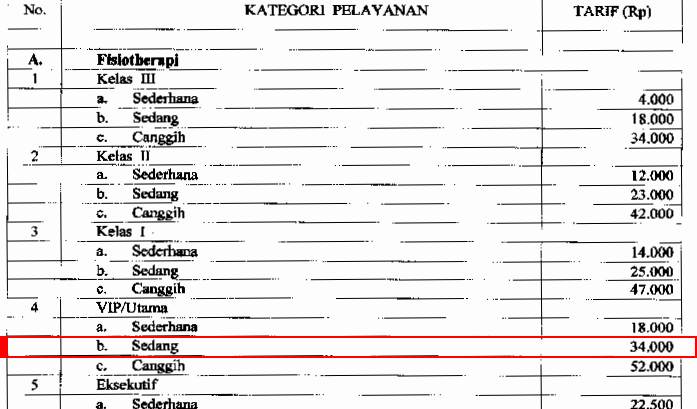 No. KATEGORI PELAYANAN TARIF (Rp)
A. Fisiotherapi
1 Kelas III
a. Sederhana 4.000
b. Sedang 18.000
c. Canggih 34.000
2 Kelas II
a. Sederhana 12.000
b. Sedang 23.000
c. Canggih 42.000
3 Kelas I
a. Sederhana 14.000
b. Sedang 25.000
c. Canggih 47.000
4 VIP/Utama
a. Sederhana 18.000
b. Sedang 34.000
c. Canggih 52.000
5 Eksekutif
a. Sederhana 22.500